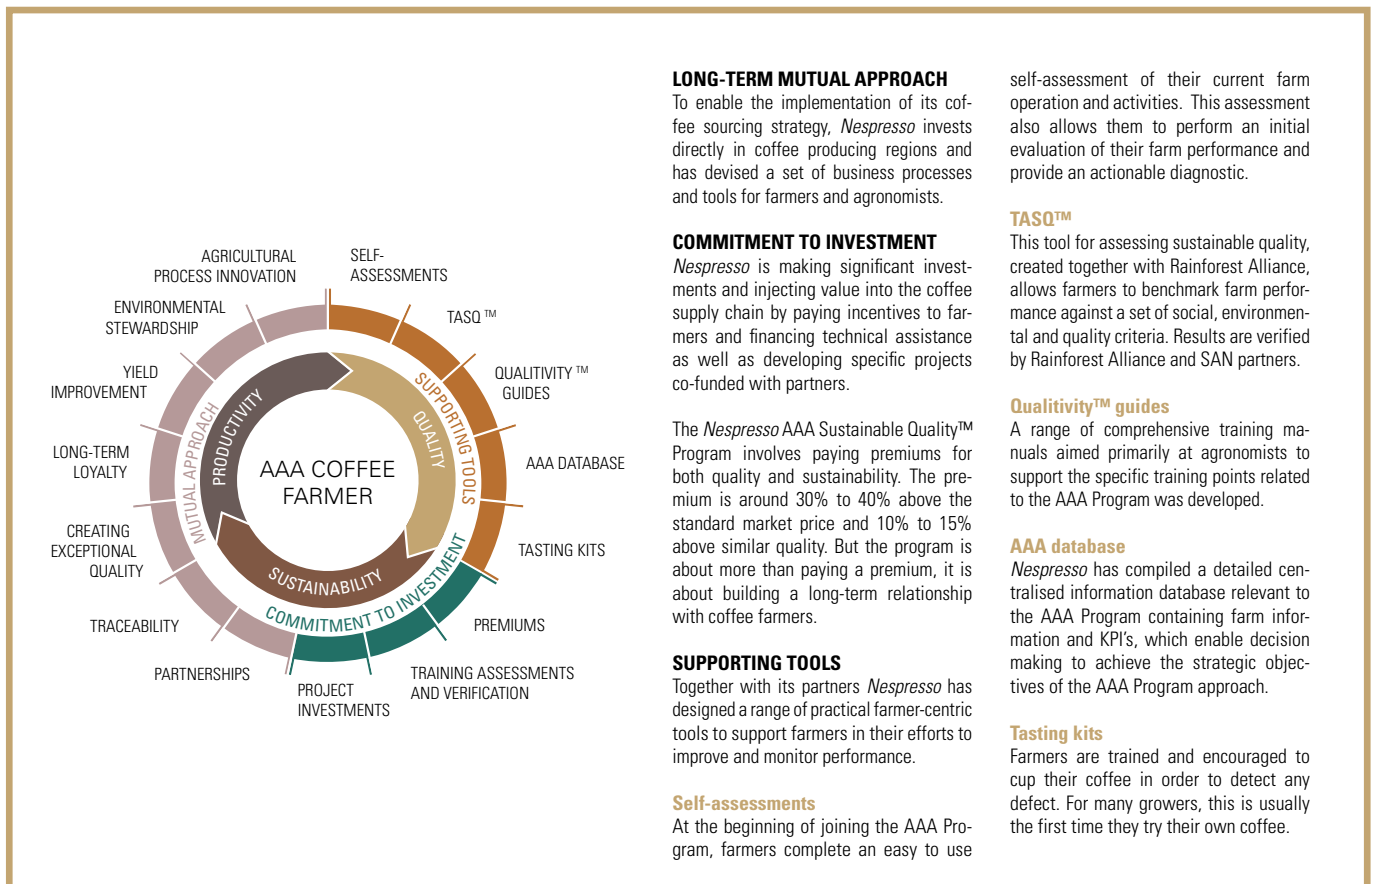 AGRICULTURAL
PROCESS INNOVATION
SELF-
ASSESSMENTS
ENVIRONMENTAL
STEWARDSHIP
TASQ ™
YIELD
IMPROVEMENT
QUALITIVITY ™
GUIDES
LONG-TERM
LOYALTY
AAA DATABASE
CREATING
EXCEPTIONAL
QUALITY
TASTING KITS
TRACEABILITY
PREMIUMS
PARTNERSHIPS
TRAINING ASSESSMENTS
AND VERIFICATION
PROJECT
INVESTMENTS
MUTUAL APPROACH
SUPPORTING TOOLS
COMMITMENT TO INVESTMENT
PRODUCTIVITY
QUALITY
SUSTAINABILITY
AAA COFFEE
FARMER
LONG-TERM MUTUAL APPROACH
To enable the implementation of its cof-
fee sourcing strategy, Nespresso invests
directly in coffee producing regions and
has devised a set of business processes
and tools for farmers and agronomists.
COMMITMENT TO INVESTMENT
Nespresso is making significant invest-
ments and injecting value into the coffee
supply chain by paying incentives to far-
mers and financing technical assistance
as well as developing specific projects
co-funded with partners.
The Nespresso AAA Sustainable Quality™
Program involves paying premiums for
both quality and sustainability. The pre-
mium is around 30% to 40% above the
standard market price and 10% to 15%
above similar quality. But the program is
about more than paying a premium, it is
about building a long-term relationship
with coffee farmers.
SUPPORTING TOOLS
Together with its partners Nespresso has
designed a range of practical farmer-centric
tools to support farmers in their efforts to
improve and monitor performance.
Self-assessments
At the beginning of joining the AAA Pro-
gram, farmers complete an easy to use
self-assessment of their current farm
operation and activities. This assessment
also allows them to perform an initial
evaluation of their farm performance and
provide an actionable diagnostic.
TASQ™
This tool for assessing sustainable quality,
created together with Rainforest Alliance,
allows farmers to benchmark farm perfor-
mance against a set of social, environmen-
tal and quality criteria. Results are verified
by Rainforest Alliance and SAN partners.
Qualitivity™ guides
A range of comprehensive training ma-
nuals aimed primarily at agronomists to
support the specific training points related
to the AAA Program was developed.
AAA database
Nespresso has compiled a detailed cen-
tralised information database relevant to
the AAA Program containing farm infor-
mation and KPI's, which enable decision
making to achieve the strategic objec-
tives of the AAA Program approach.
Tasting kits
Farmers are trained and encouraged to
cup their coffee in order to detect any
defect. For many growers, this is usually
the first time they try their own coffee.